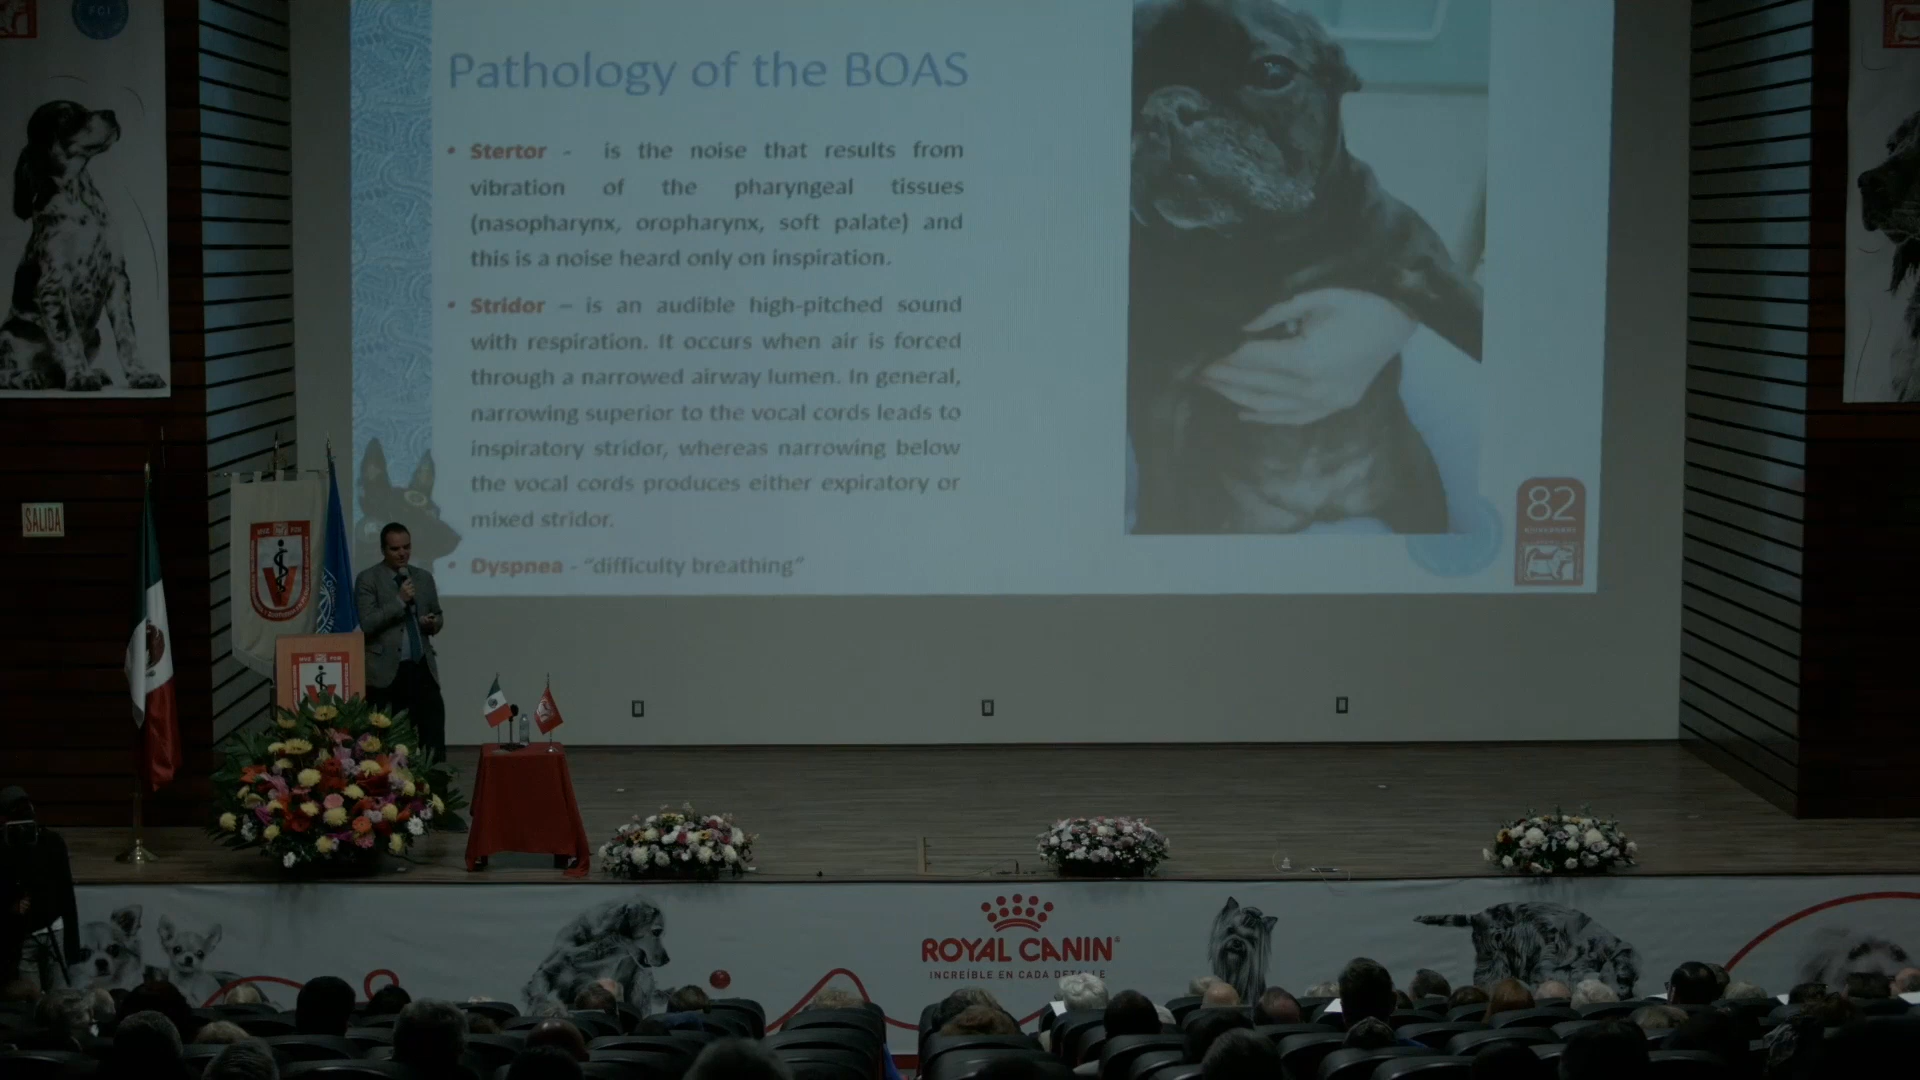 FCI
Pathology of the BOAS
• Stertor - is the noise that results from
vibration of the pharyngeal tissues
(nasopharynx, oropharynx, soft palate) and
this is a noise heard only on inspiration.
• Stridor – is an audible high-pitched sound
with respiration. It occurs when air is forced
through a narrowed airway lumen. In general,
narrowing superior to the vocal cords leads to
inspiratory stridor, whereas narrowing below
the vocal cords produces either expiratory or
mixed stridor.
• Dyspnea - "difficulty breathing"
82
SALIDA
V
ROYAL CANIN
INCREÍBLE EN CADA DETALLE